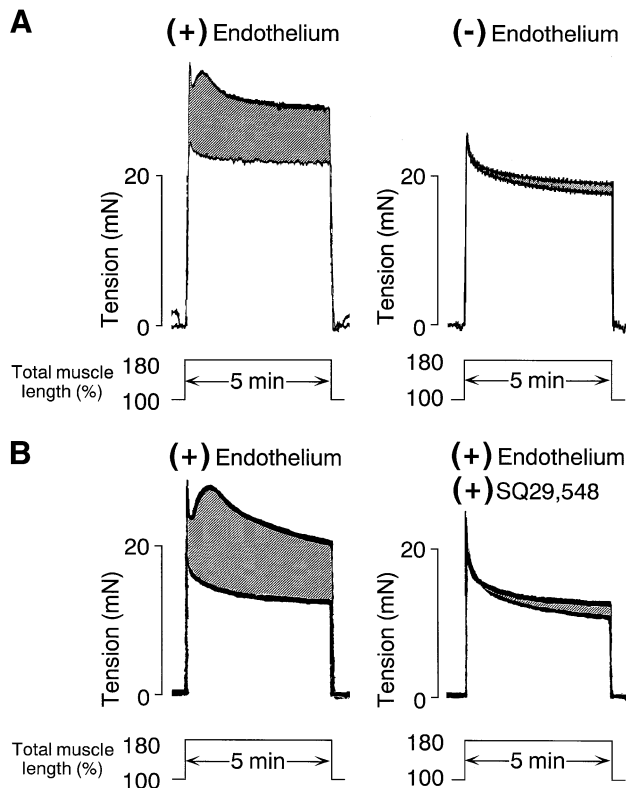 A
(+) Endothelium
(-) Endothelium
Tension (mN)
20
0
Tension (mN)
20
0
Total muscle
length (%)
180
100
5 min
180
100
5 min
B
(+) Endothelium
(+) Endothelium
(+) SQ29,548
Tension (mN)
20
0
Tension (mN)
20
0
Total muscle
length (%)
180
100
5 min
180
100
5 min